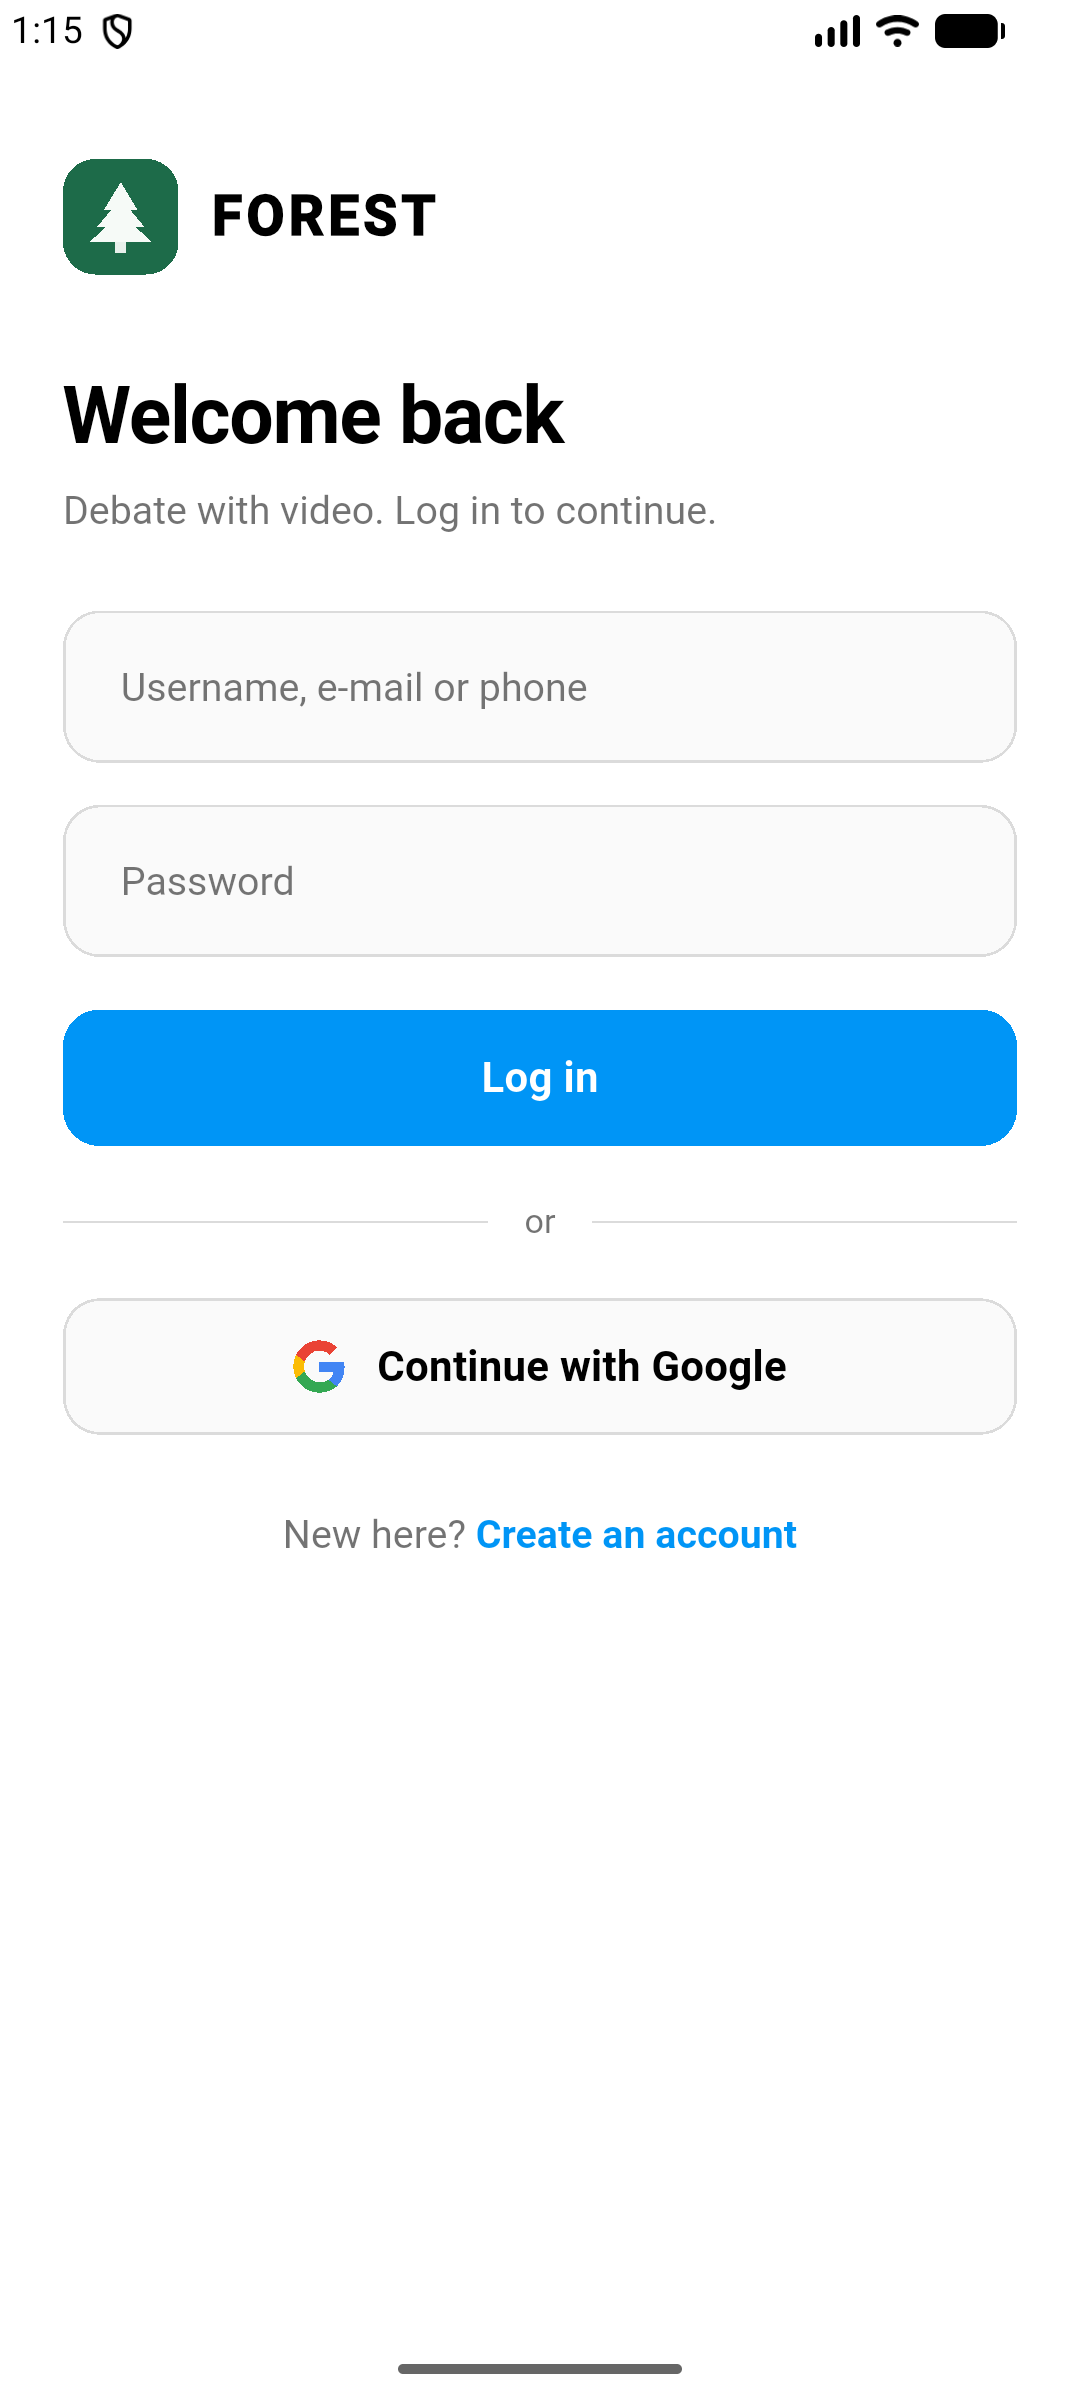 1:15
FOREST
Welcome back
Debate with video. Log in to continue.
Username, e-mail or phone
Password
Log in
or
Continue with Google
New here? Create an account